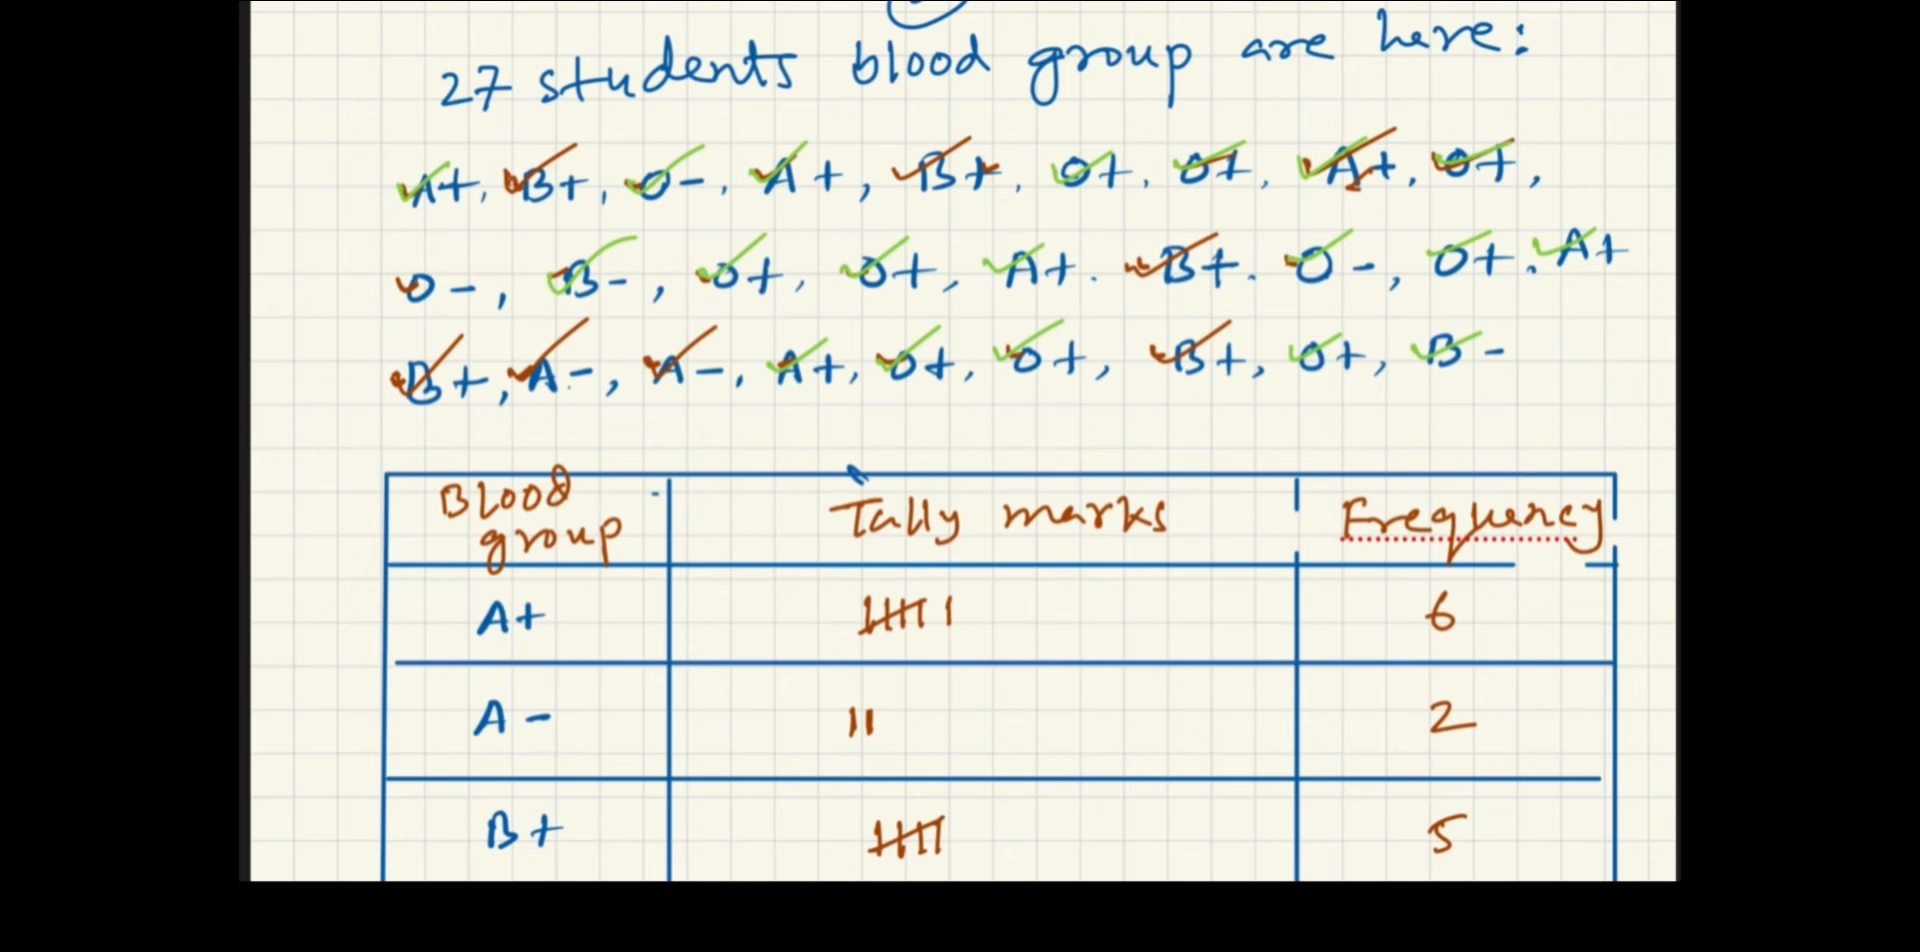 27 students blood group are here:
A+, B+, O-, A+, B+, O+, O+, A+, O+,
O-, B-, O+, O+, A+, B+, O-, O+, A+
B+, A-, A-, A+, O+, O+, B+, O+, B-
Blood group Tally marks Frequency
A+ 6
A- 2
B+ 5